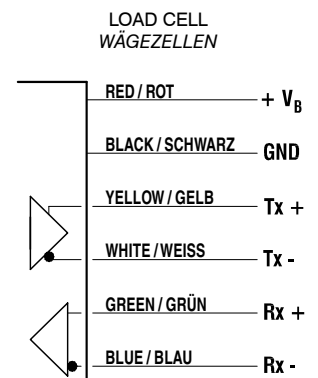 LOAD CELL
WÄGEZELLEN
RED / ROT + VB
BLACK / SCHWARZ GND
YELLOW / GELB Tx +
WHITE / WEISS Tx -
GREEN / GRÜN Rx +
BLUE / BLAU Rx -